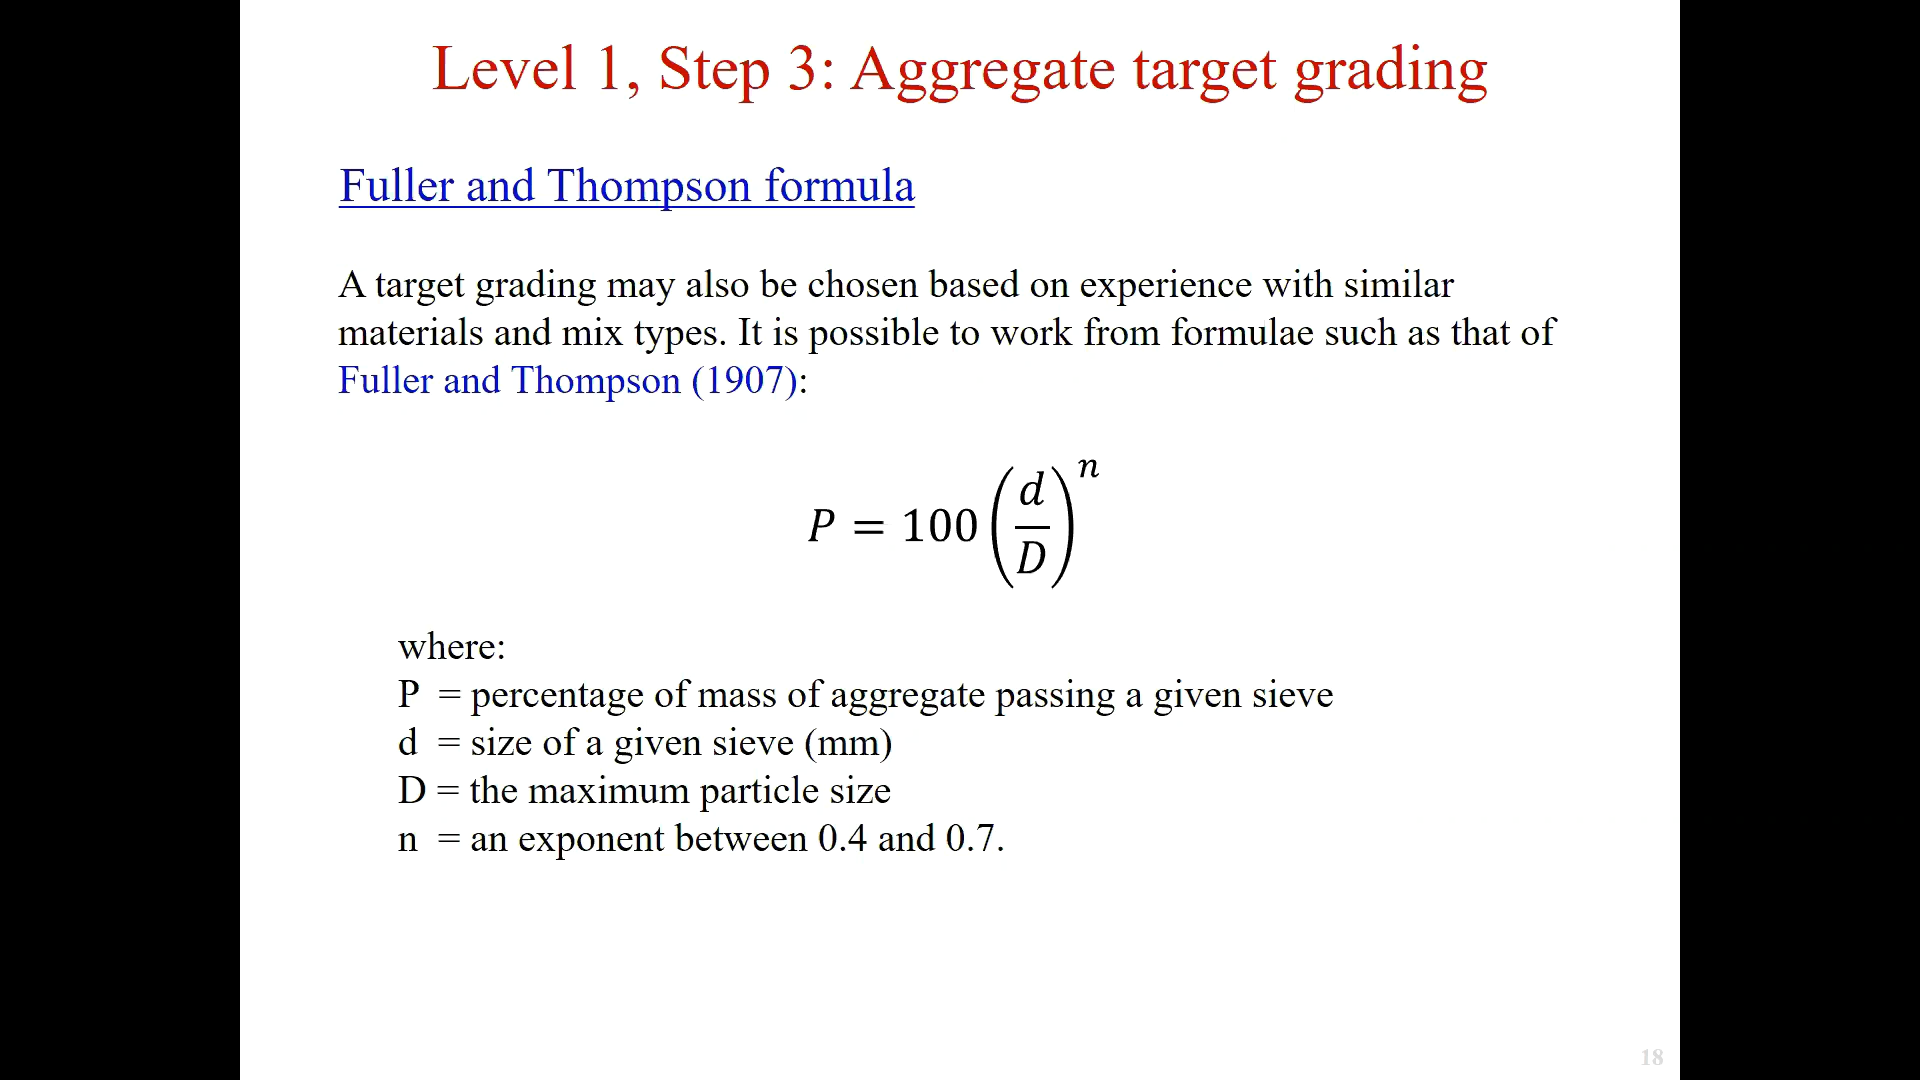 Level 1, Step 3: Aggregate target grading
Fuller and Thompson formula
A target grading may also be chosen based on experience with similar
materials and mix types. It is possible to work from formulae such as that of
Fuller and Thompson (1907):
P = 100 (d/D)^n
where:
P = percentage of mass of aggregate passing a given sieve
d = size of a given sieve (mm)
D = the maximum particle size
n = an exponent between 0.4 and 0.7.
18